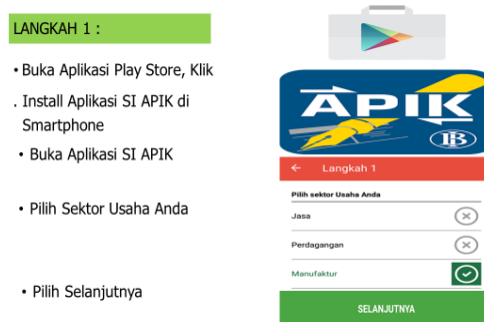 LANGKAH 1 :
• Buka Aplikasi Play Store, Klik
. Install Aplikasi SI APIK di
Smartphone
• Buka Aplikasi SI APIK
• Pilih Sektor Usaha Anda
• Pilih Selanjutnya
APIK
← Langkah 1
Pilih sektor Usaha Anda
Jasa
Perdagangan
Manufaktur
SELANJUTNYA